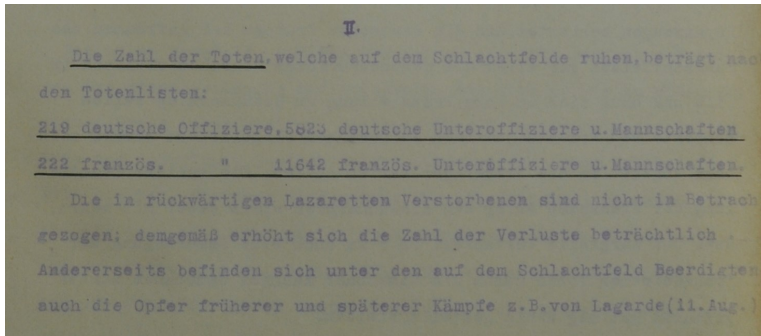 II.
Die Zahl der Toten, welche auf dem Schlachtfelde ruhen, beträgt nac
den Totenlisten:
219 deutsche Offiziere, 5823 deutsche Unteroffiziere u. Mannschaften
222 französ. " 11642 französ. Unteroffiziere u. Mannschaften.
Die in rückwärtigen Lazaretten Verstorbenen sind nicht in Betrach
gezogen; demgemäß erhöht sich die Zahl der Verluste beträchtlich .
Andererseits befinden sich unter den auf dem Schlachtfeld Beerdigten
auch die Opfer früherer und späterer Kämpfe z.B. von Lagarde (11. Aug.)